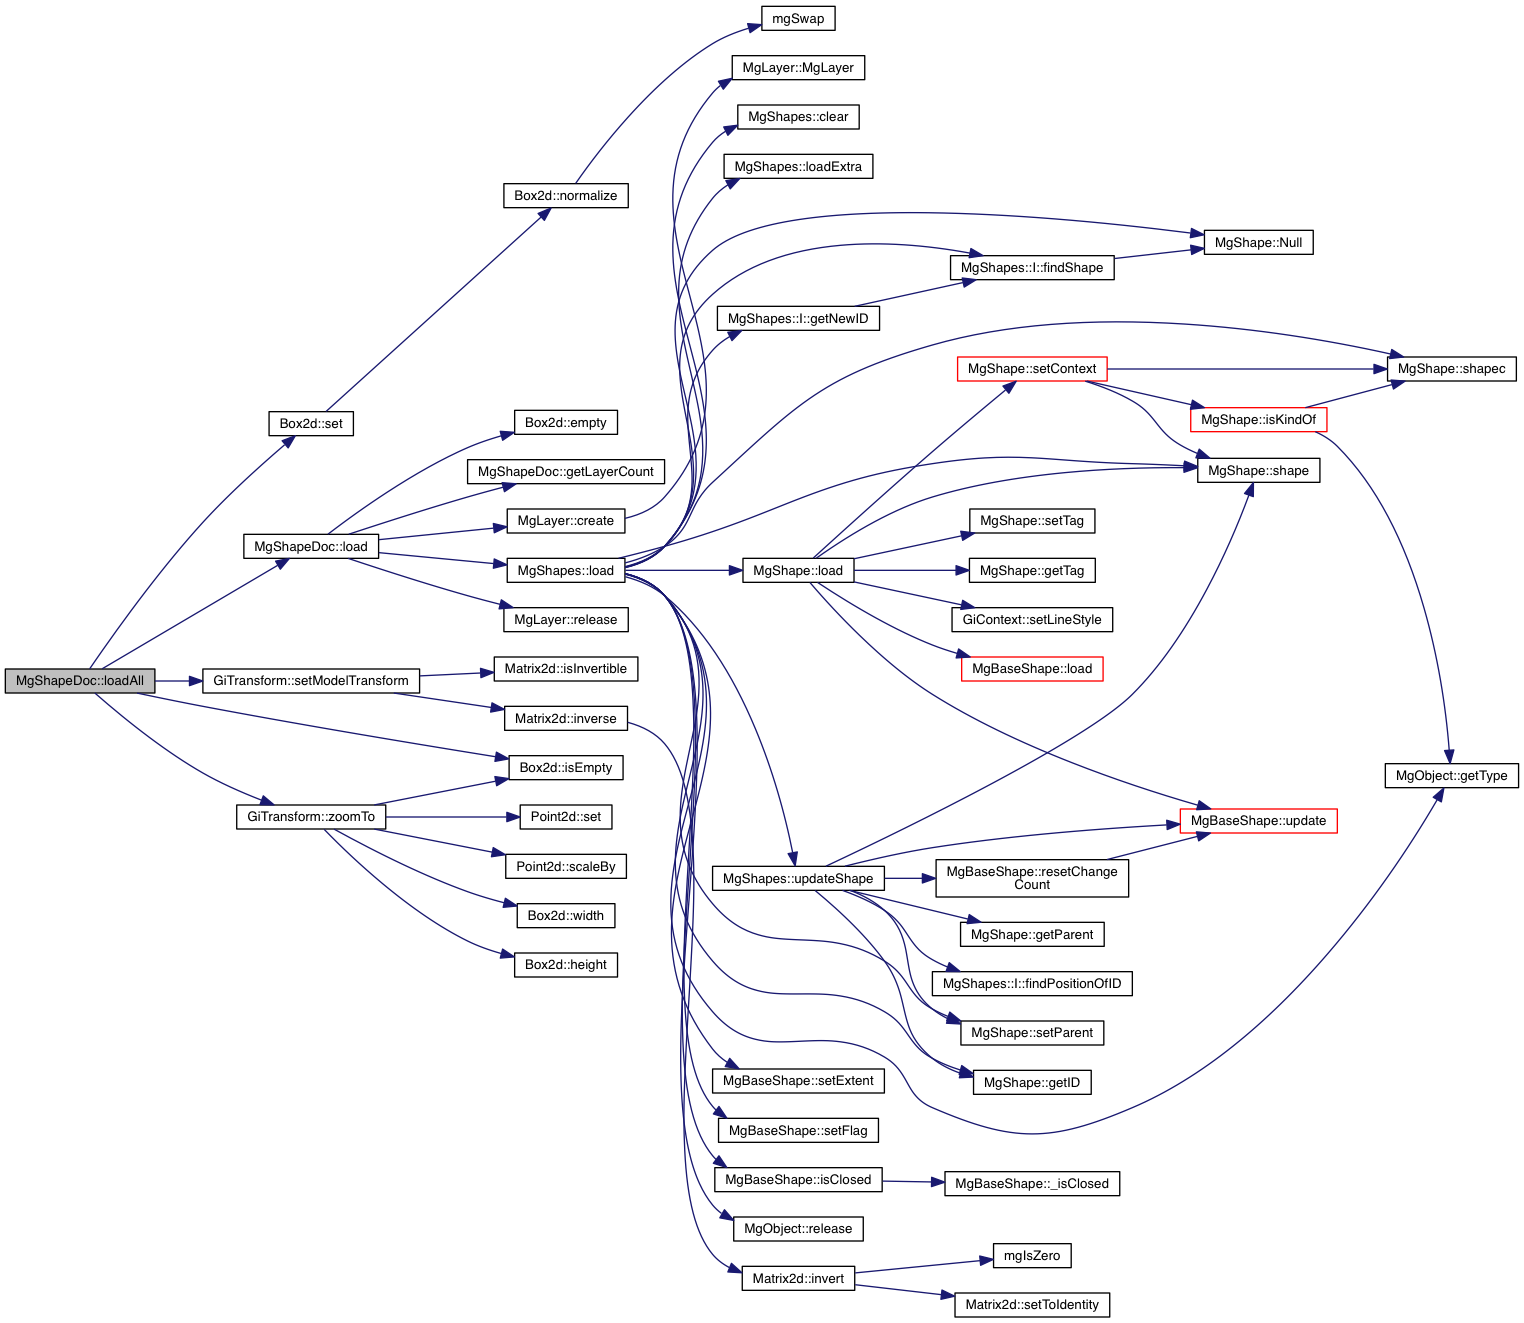 mgSwap
MgLayer::MgLayer
MgShapes::clear
MgShapes::loadExtra
Box2d::normalize
MgShape::Null
MgShapes::I::findShape
MgShapes::I::getNewID
MgShape::setContext
MgShape::shapec
Box2d::set
Box2d::empty
MgShape::isKindOf
MgShapeDoc::getLayerCount
MgShape::shape
MgLayer::create
MgShape::setTag
MgShapeDoc::load
MgShapes::load
MgShape::load
MgShape::getTag
MgLayer::release
GiContext::setLineStyle
MgShapeDoc::loadAll
GiTransform::setModelTransform
Matrix2d::isInvertible
MgBaseShape::load
Matrix2d::inverse
Box2d::isEmpty
MgObject::getType
GiTransform::zoomTo
Point2d::set
MgBaseShape::update
Point2d::scaleBy
MgShapes::updateShape
MgBaseShape::resetChange
Count
Box2d::width
MgShape::getParent
Box2d::height
MgShapes::I::findPositionOfID
MgShape::setParent
MgBaseShape::setExtent
MgShape::getID
MgBaseShape::setFlag
MgBaseShape::isClosed
MgBaseShape::_isClosed
MgObject::release
mgIsZero
Matrix2d::invert
Matrix2d::setToIdentity